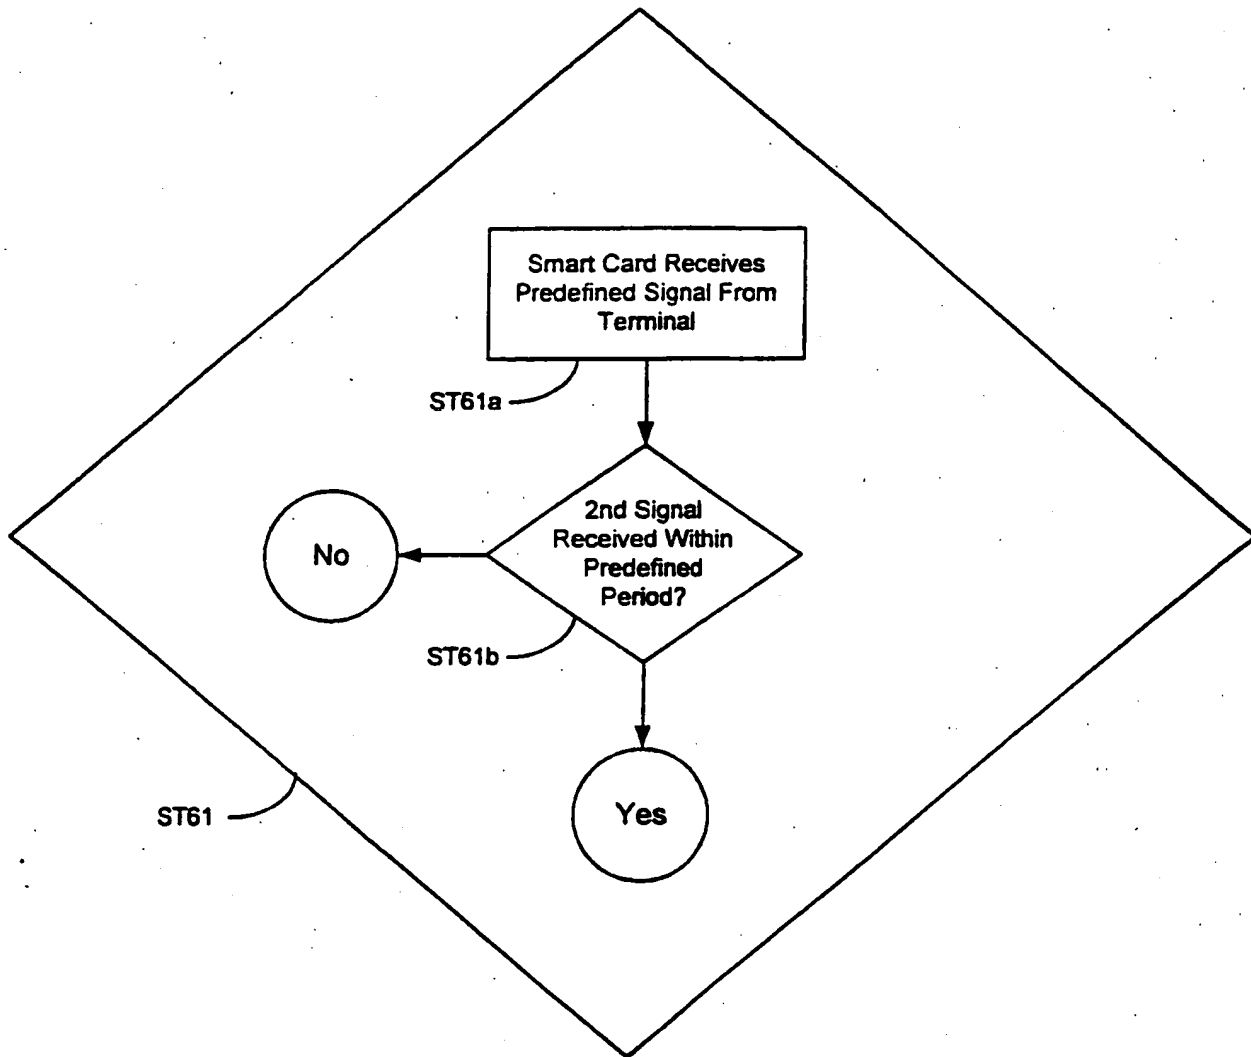 Smart Card Receives
Predefined Signal From
Terminal
ST61a
2nd Signal
Received Within
Predefined
Period?
No
ST61b
Yes
ST61